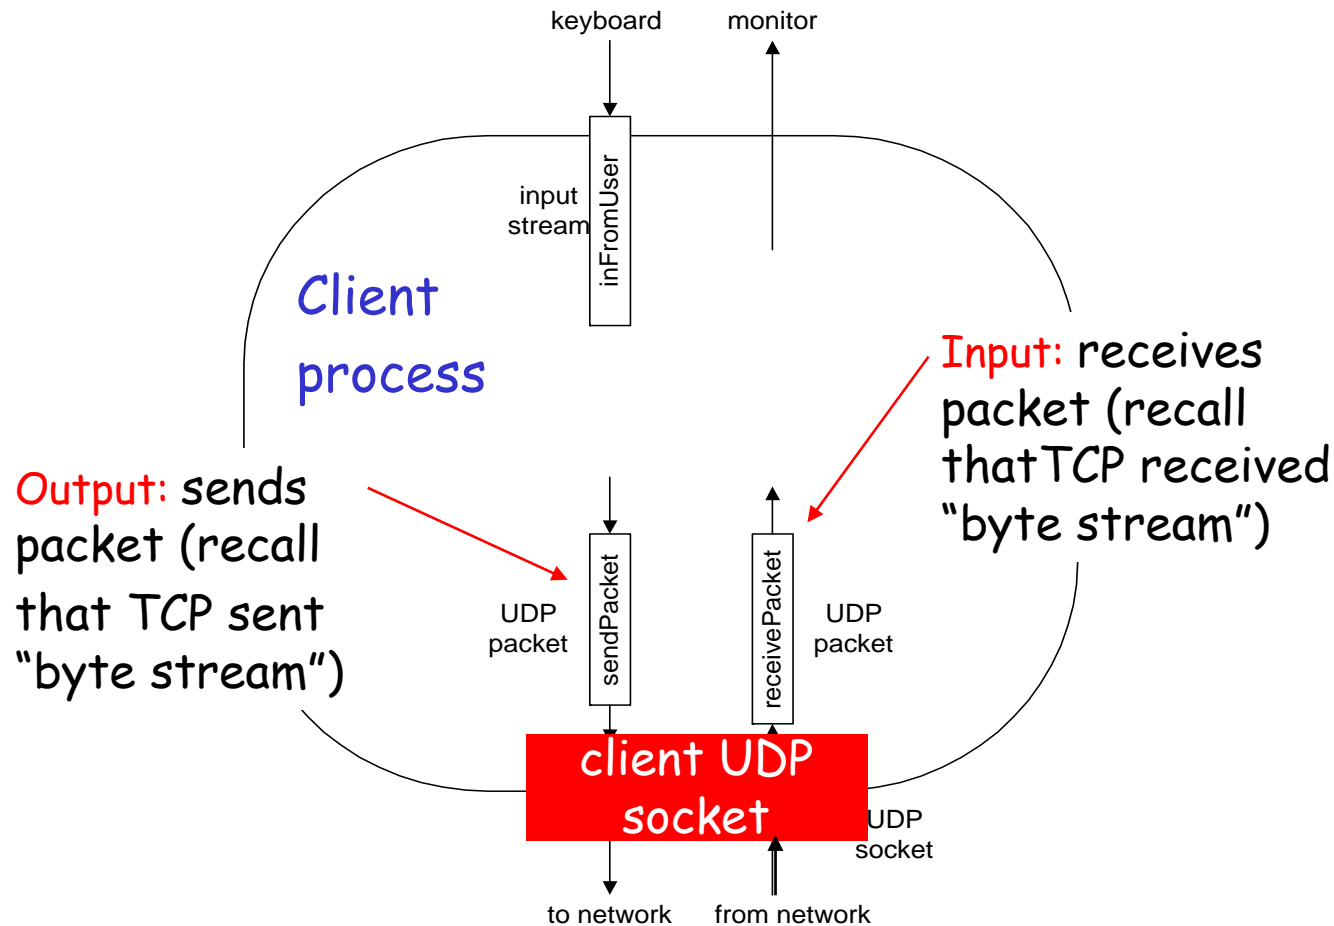 keyboard
monitor
input
stream
inFromUser
Client
process
Input: receives
packet (recall
thatTCP received
“byte stream”)
Output: sends
packet (recall
that TCP sent
“byte stream”)
UDP
packet
sendPacket
receivePacket
UDP
packet
client UDP
socket
UDP
socket
to network
from network